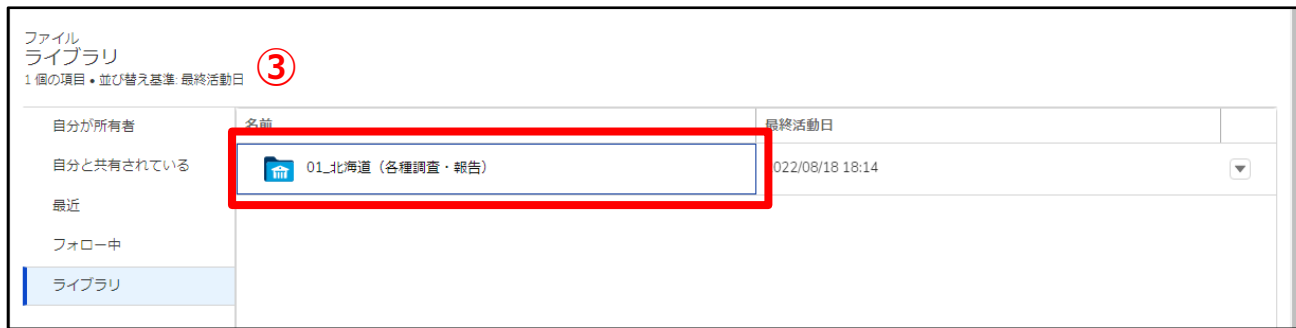 ファイル
ライブラリ
1 個の項目 • 並び替え基準: 最終活動日
③
名前
最終活動日
自分が所有者
自分と共有されている
最近
フォロー中
ライブラリ
01_北海道（各種調査・報告）
022/08/18 18:14